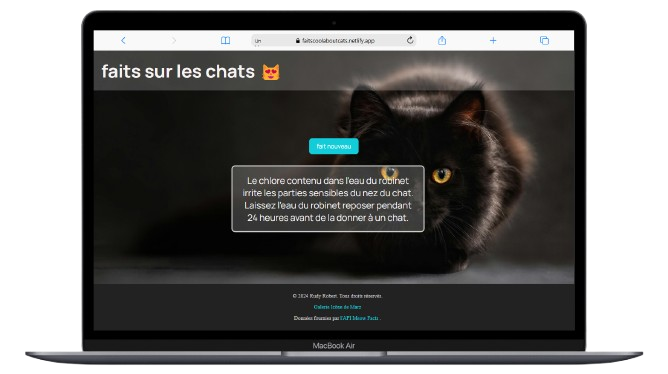 faitscoolaboutcats.netlify.app
faits sur les chats
fait nouveau
Le chlore contenu dans l'eau du robinet
irrite les parties sensibles du nez du chat.
Laissez l'eau du robinet reposer pendant
24 heures avant de la donner à un chat.
© 2024 Rudy Robert. Tous droits réservés.
Galerie Icônes de Marz
Données fournies par l'API Meow Facts.
MacBook Air